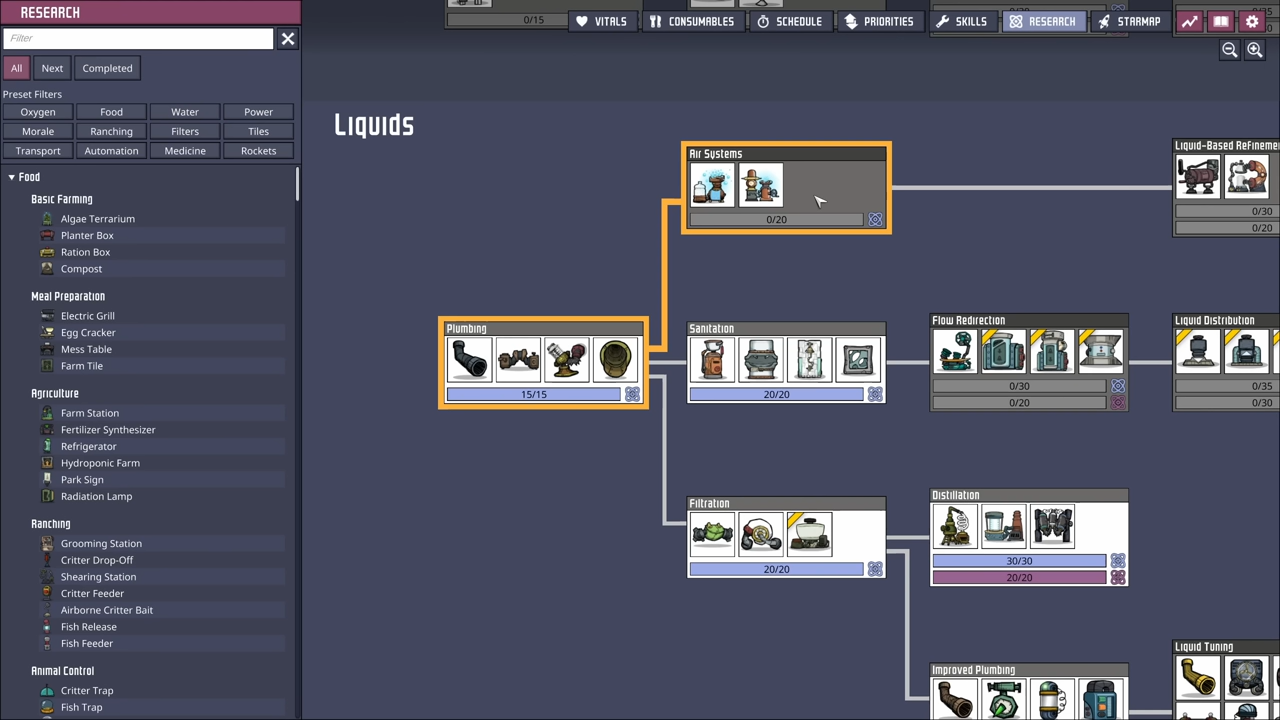 RESEARCH
Filter
All
Next
Completed
Preset Filters
Oxygen
Food
Water
Power
Morale
Ranching
Filters
Tiles
Transport
Automation
Medicine
Rockets
Food
Basic Farming
Algae Terrarium
Planter Box
Ration Box
Compost
Meal Preparation
Electric Grill
Egg Cracker
Mess Table
Farm Tile
Agriculture
Farm Station
Fertilizer Synthesizer
Refrigerator
Hydroponic Farm
Park Sign
Radiation Lamp
Ranching
Grooming Station
Critter Drop-Off
Shearing Station
Critter Feeder
Airborne Critter Bait
Fish Release
Fish Feeder
Animal Control
Critter Trap
Fish Trap
0/15
VITALS
CONSUMABLES
SCHEDULE
PRIORITIES
SKILLS
RESEARCH
STARMAP
Liquids
Air Systems
0/20
Liquid-Based Refineme
0/30
0/20
Plumbing
15/15
Sanitation
20/20
Flow Redirection
0/30
0/20
Liquid Distribution
0/35
0/30
Filtration
20/20
Distillation
30/30
20/20
Improved Plumbing
Liquid Tuning